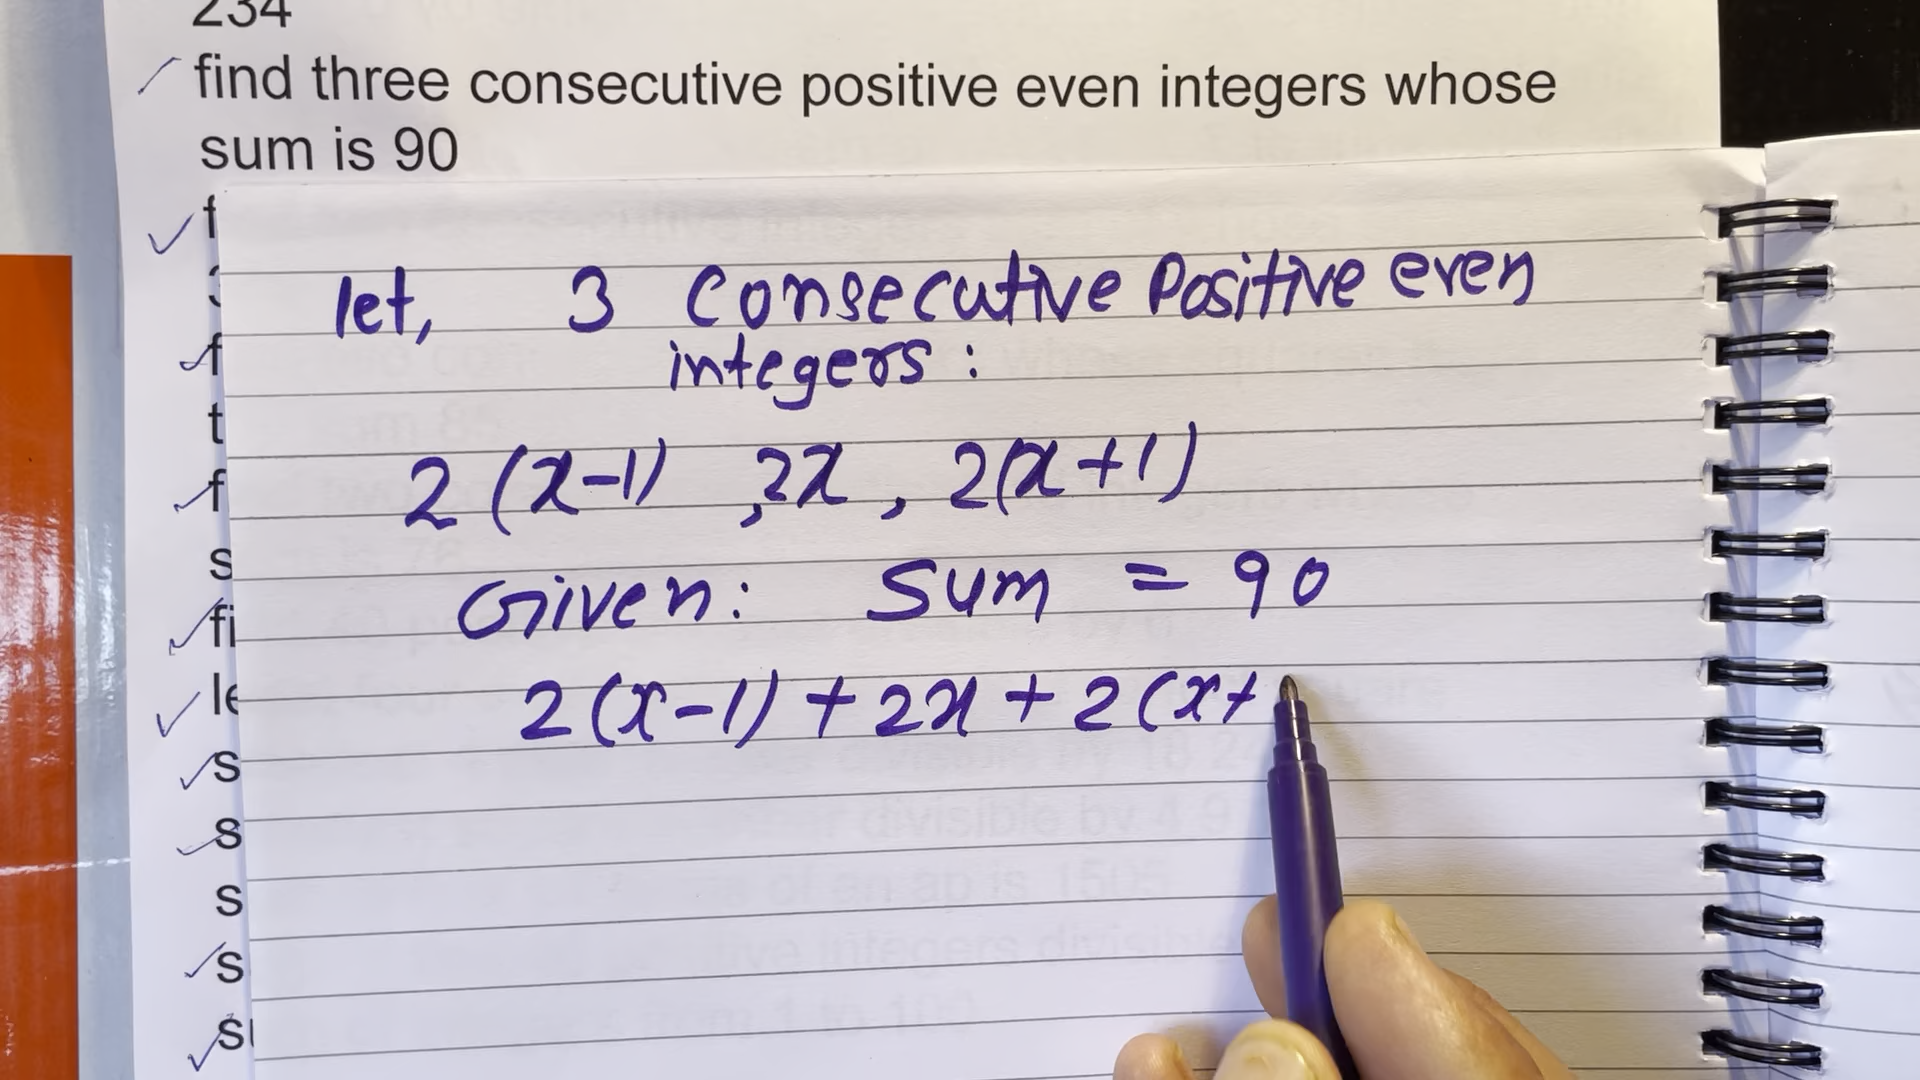 234
find three consecutive positive even integers whose
sum is 90
let, 3 Consecutive Positive even
integers :
2 (x-1) , 2x , 2(x+1)
Given: Sum = 90
2(x-1) + 2x + 2(x+